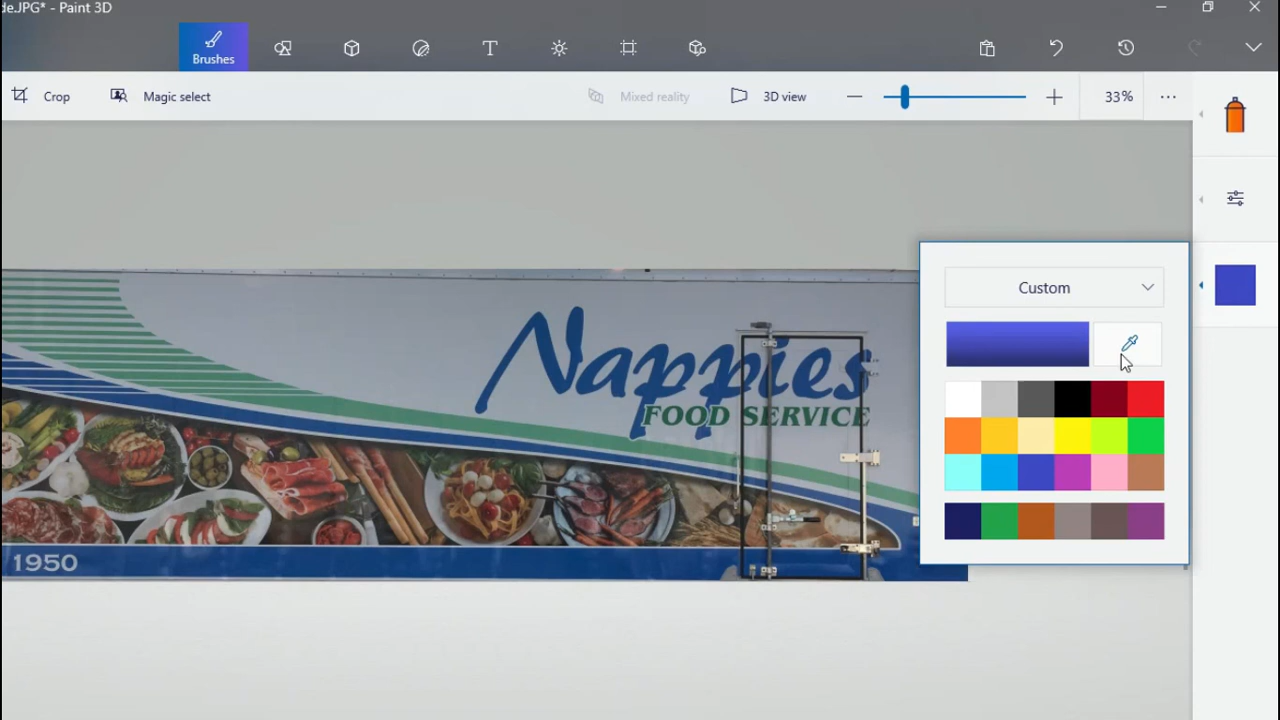 de.JPG* - Paint 3D
Brushes
Crop
Magic select
Mixed reality
3D view
33%
Custom
Nappies
FOOD SERVICE
1950